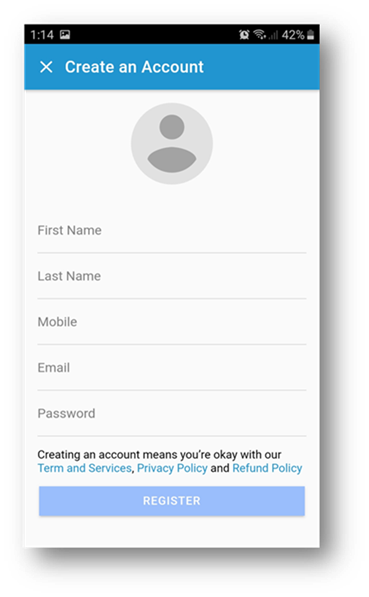 1:14 42%
Create an Account
First Name
Last Name
Mobile
Email
Password
Creating an account means you're okay with our
Term and Services, Privacy Policy and Refund Policy
REGISTER